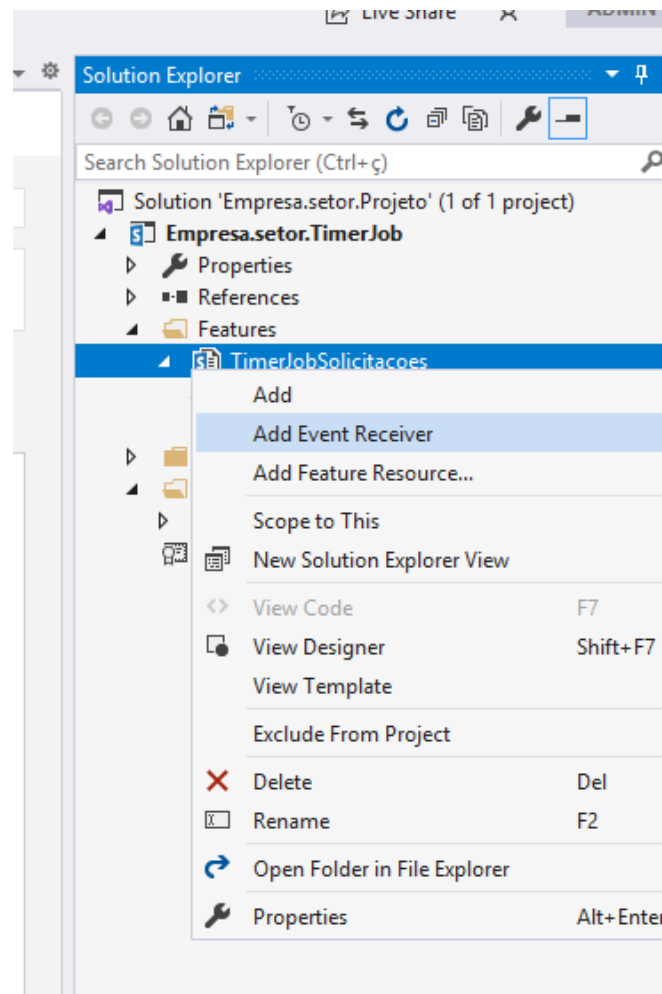 Live Share
ADMIN
Solution Explorer
Search Solution Explorer (Ctrl+ç)
Solution 'Empresa.setor.Projeto' (1 of 1 project)
Empresa.setor.TimerJob
Properties
References
Features
TimerJobSolicitacoes
Add
Add Event Receiver
Add Feature Resource...
Scope to This
New Solution Explorer View
View Code F7
View Designer Shift+F7
View Template
Exclude From Project
Delete Del
Rename F2
Open Folder in File Explorer
Properties Alt+Enter